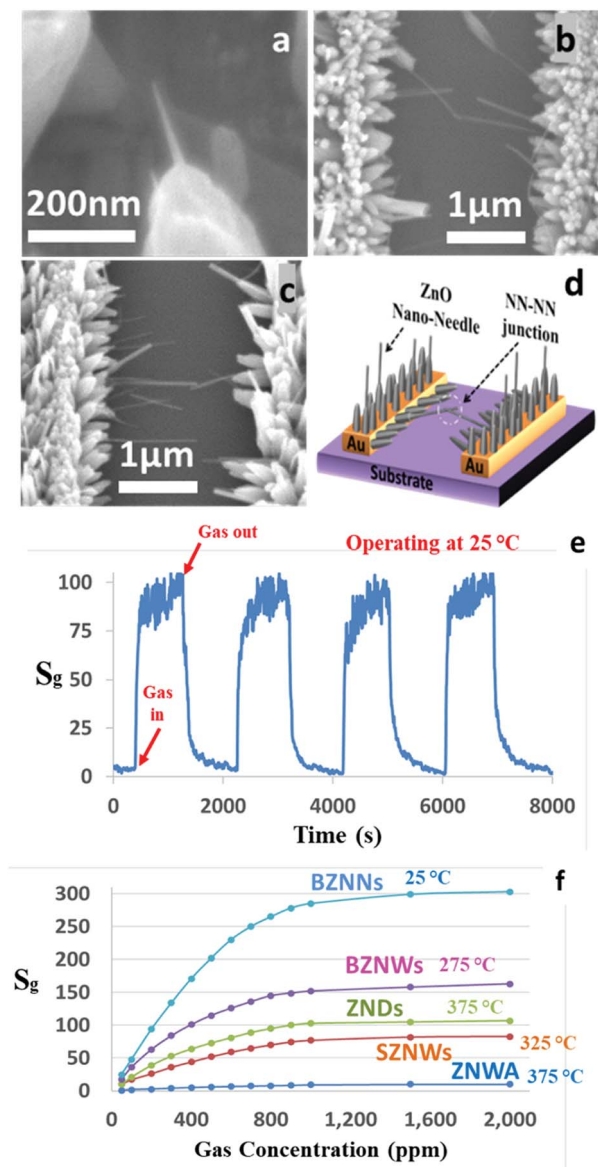 a
200nm
b
1μm
c
1μm
d
ZnO
Nano-Needle
NN-NN
junction
Au
Au
Substrate
e
Gas out
Operating at 25 °C
100
75
50
25
0
Sg
Gas
in
0
2000
4000
6000
8000
Time (s)
f
300
250
200
150
100
50
0
Sg
BZNNs 25 °C
BZNWs 275 °C
ZNDs 375 °C
SZNWs 325 °C
ZNWA 375 °C
0
400
800
1,200
1,600
2,000
Gas Concentration (ppm)